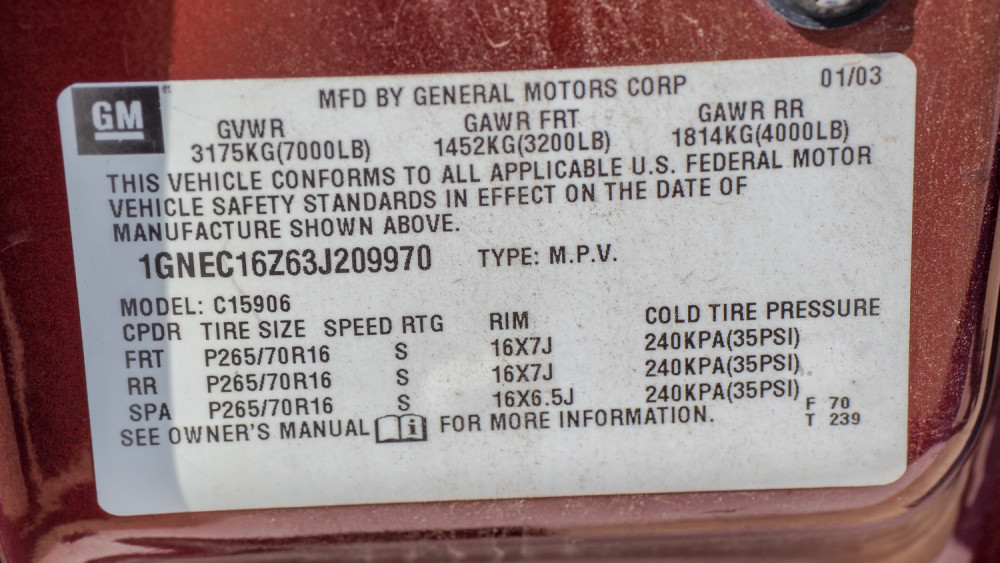 GM
MFD BY GENERAL MOTORS CORP 01/03
GVWR GAWR FRT GAWR RR
3175KG(7000LB) 1452KG(3200LB) 1814KG(4000LB)
THIS VEHICLE CONFORMS TO ALL APPLICABLE U.S. FEDERAL MOTOR
VEHICLE SAFETY STANDARDS IN EFFECT ON THE DATE OF
MANUFACTURE SHOWN ABOVE.
1GNEC16Z63J209970 TYPE: M.P.V.
MODEL: C15906
CPDR TIRE SIZE SPEED RTG RIM COLD TIRE PRESSURE
FRT P265/70R16 S 16X7J 240KPA(35PSI)
RR P265/70R16 S 16X7J 240KPA(35PSI)
SPA P265/70R16 S 16X6.5J 240KPA(35PSI)
F 70
T 239
SEE OWNER'S MANUAL i FOR MORE INFORMATION.